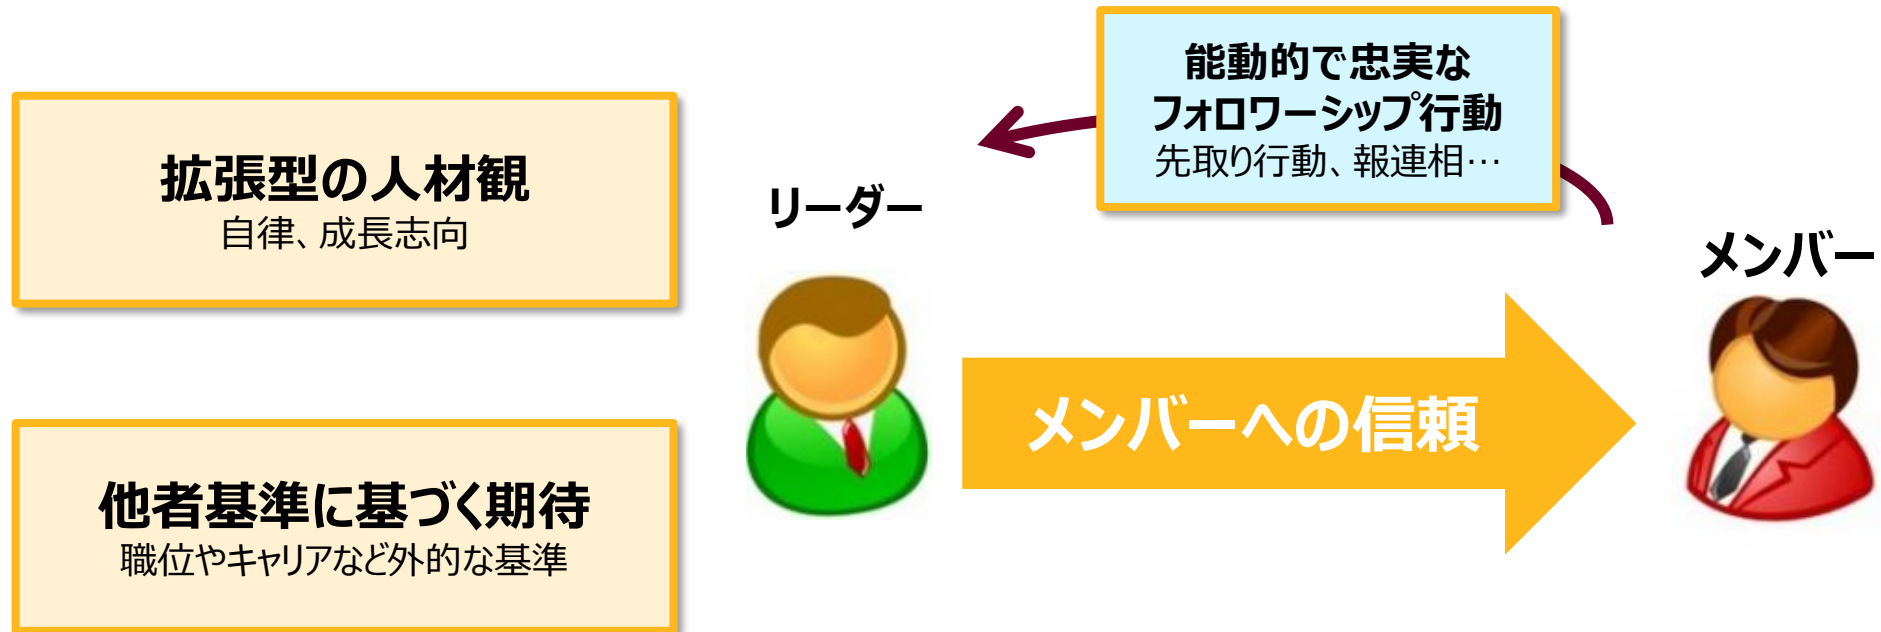 能動的で忠実な
フォロワーシップ行動
先取り行動、報連相…
拡張型の人材観
自律、成長志向
リーダー
メンバー
メンバーへの信頼
他者基準に基づく期待
職位やキャリアなど外的な基準